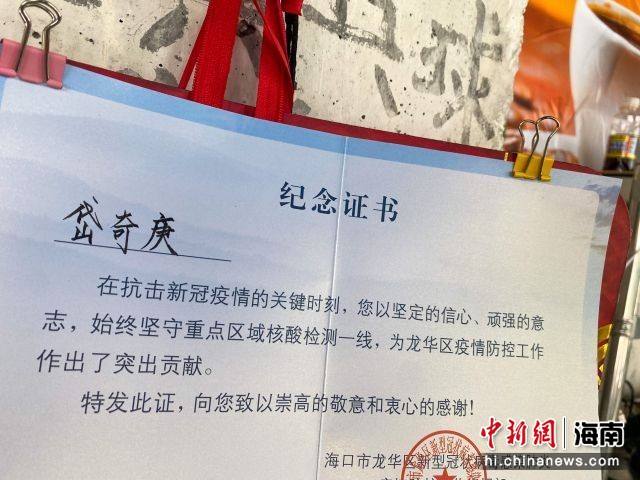 球
纪念证书
岱奇庚
在抗击新冠疫情的关键时刻，您以坚定的信心、顽强的意
志，始终坚守重点区域核酸检测一线，为龙华区疫情防控工作
作出了突出贡献。
特发此证，向您致以崇高的敬意和衷心的感谢！
海口市龙华区新型冠状病
中新網 海南
hi.chinanews.com